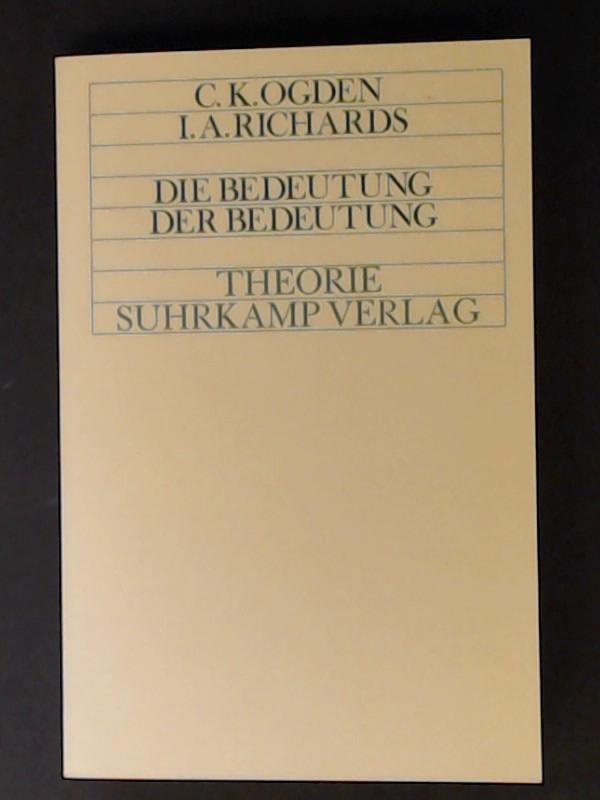 C. K. OGDEN
I. A. RICHARDS
DIE BEDEUTUNG
DER BEDEUTUNG
THEORIE
SUHRKAMP VERLAG